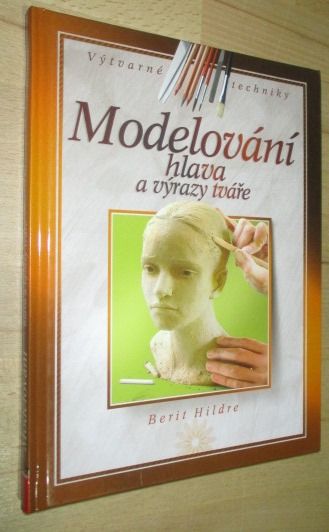 Výtvarné techniky
Modelování
hlava
a výrazy tváře
Berit Hildre